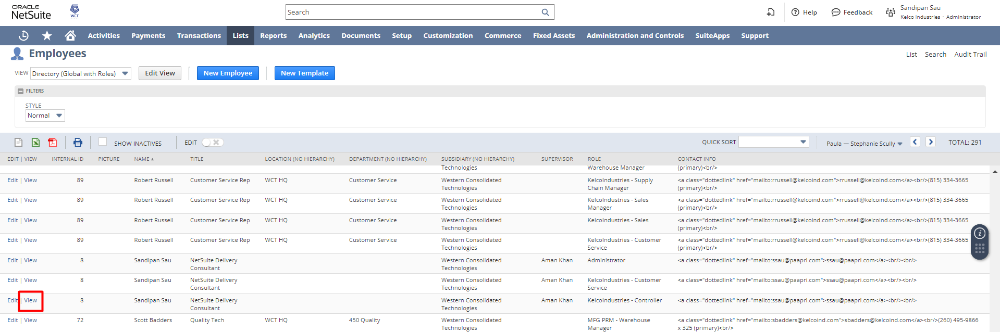 ORACLE
NetSuite
WCT
Search
Help
Feedback
Sandipan Sau
Kelco Industries - Administrator
Activities Payments Transactions Lists Reports Analytics Documents Setup Customization Commerce Fixed Assets Administration and Controls SuiteApps Support
Employees
List Search Audit Trail
VIEW Directory (Global with Roles) Edit View New Employee New Template
FILTERS
STYLE
Normal
SHOW INACTIVES EDIT QUICK SORT Paula — Stephanie Scully TOTAL: 291
EDIT | VIEW INTERNAL ID PICTURE NAME TITLE LOCATION (NO HIERARCHY) DEPARTMENT (NO HIERARCHY) SUBSIDIARY (NO HIERARCHY) SUPERVISOR ROLE CONTACT INFO
Technologies Warehouse Manager (primary)<br/>
Edit | View 89 Robert Russell Customer Service Rep WCT HQ Customer Service Western Consolidated KelcoIndustries - Supply <a class="dottedlink" href="mailto:rrussell@kelcoind.com">rrussell@kelcoind.com</a><br/>(815) 334-3665
Technologies Chain Manager (primary)<br/>
Edit | View 89 Robert Russell Customer Service Rep WCT HQ Customer Service Western Consolidated KelcoIndustries - Sales <a class="dottedlink" href="mailto:rrussell@kelcoind.com">rrussell@kelcoind.com</a><br/>(815) 334-3665
Technologies Manager (primary)<br/>
Edit | View 89 Robert Russell Customer Service Rep WCT HQ Customer Service Western Consolidated KelcoIndustries - Sales <a class="dottedlink" href="mailto:rrussell@kelcoind.com">rrussell@kelcoind.com</a><br/>(815) 334-3665
Technologies (primary)<br/>
Edit | View 89 Robert Russell Customer Service Rep WCT HQ Customer Service Western Consolidated KelcoIndustries - Customer <a class="dottedlink" href="mailto:rrussell@kelcoind.com">rrussell@kelcoind.com</a><br/>(815) 334-3665
Technologies Service (primary)<br/>
Edit | View 8 Sandipan Sau NetSuite Delivery Western Consolidated Aman Khan Administrator <a class="dottedlink" href="mailto:ssau@paapri.com">ssau@paapri.com</a><br/><br/>
Consultant Technologies
Edit | View 8 Sandipan Sau NetSuite Delivery Western Consolidated Aman Khan KelcoIndustries - Customer <a class="dottedlink" href="mailto:ssau@paapri.com">ssau@paapri.com</a><br/><br/>
Consultant Technologies Service
Edit | View 8 Sandipan Sau NetSuite Delivery Western Consolidated Aman Khan KelcoIndustries - Controller <a class="dottedlink" href="mailto:ssau@paapri.com">ssau@paapri.com</a><br/><br/>
Consultant Technologies
Edit | View 72 Scott Badders Quality Tech WCT HQ 450 Quality Western Consolidated MFG PRM - Warehouse <a class="dottedlink" href="mailto:sbadders@kelcoind.com">sbadders@kelcoind.com</a><br/>(260) 495-9866
Technologies Manager x 325 (primary)<br/>